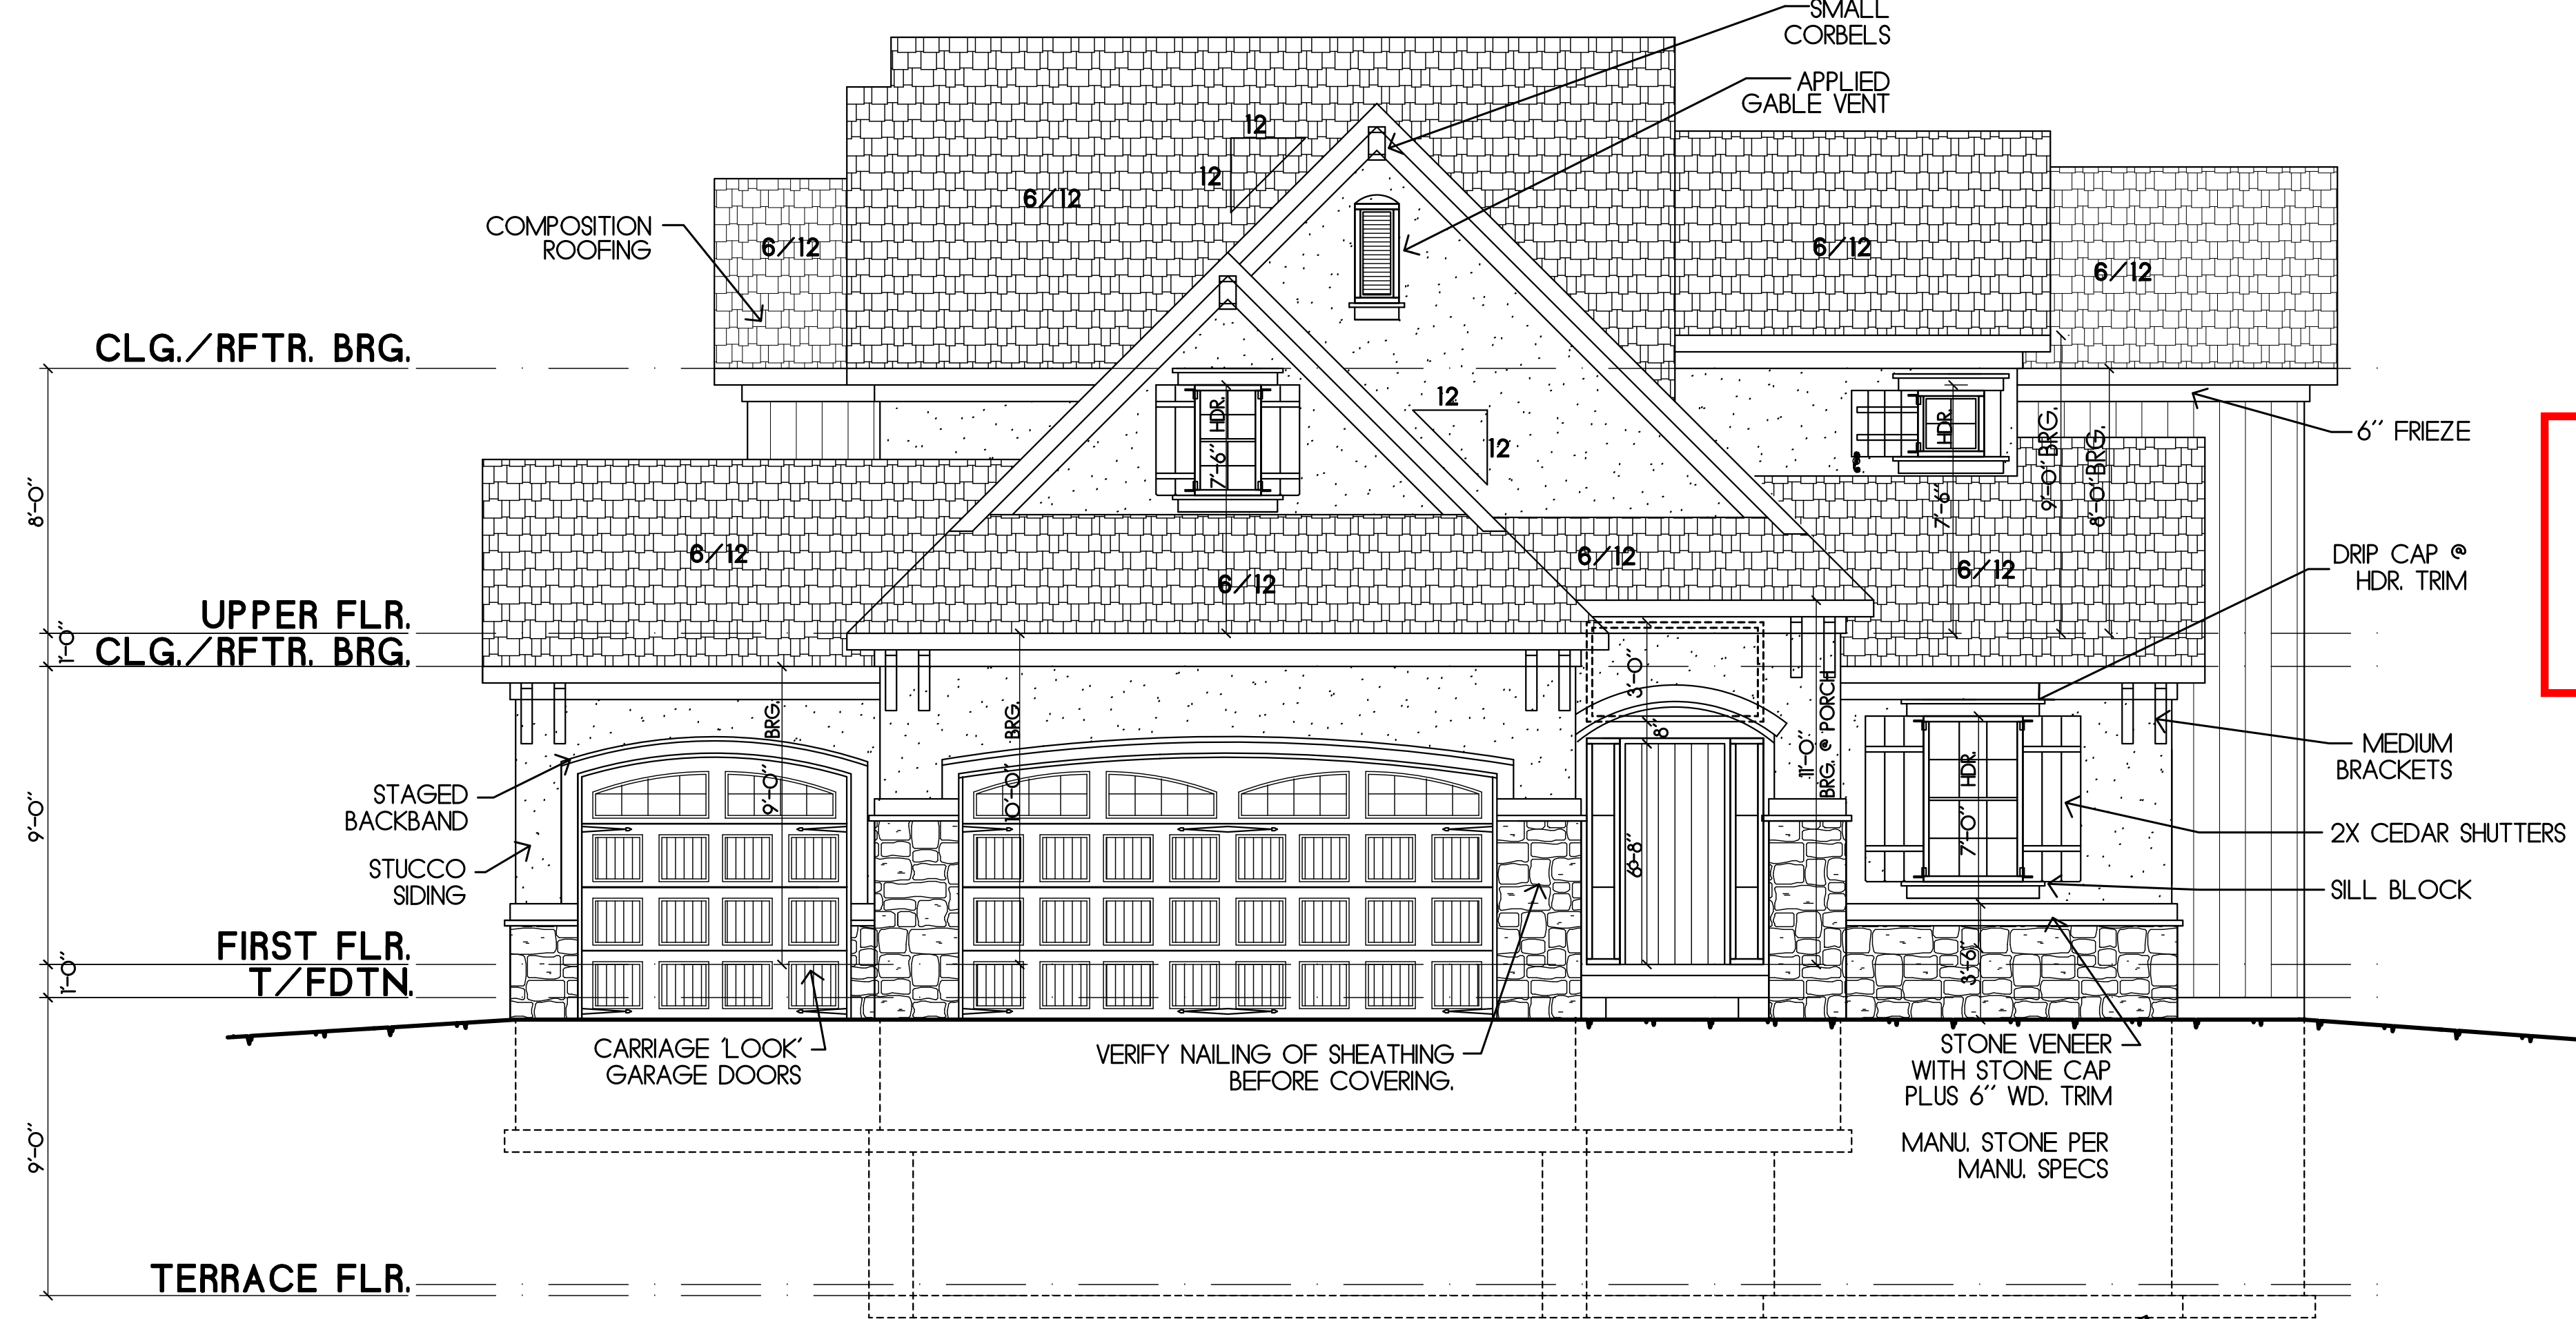 SMALL
CORBELS
APPLIED
GABLE VENT
12
12
6/12
COMPOSITION
ROOFING
6/12
6/12
6/12
CLG./RFTR. BRG.
12
12
HDR.
7'-6"
HDR.
7'-6"
9'-0" BRG.
8'-0" BRG.
6" FRIEZE
8'-0"
6/12
6/12
6/12
6/12
DRIP CAP @
HDR. TRIM
UPPER FLR.
1'-0"
CLG./RFTR. BRG.
BRG.
9'-0"
BRG.
10'-0"
3'-0"
8"
6'-8"
11'-0"
BRG. @ PORCH
HDR.
7'-0"
MEDIUM
BRACKETS
STAGED
BACKBAND
9'-0"
2X CEDAR SHUTTERS
STUCCO
SIDING
SILL BLOCK
FIRST FLR.
1'-0"
T/FDTN.
3'-6"
CARRIAGE 'LOOK'
GARAGE DOORS
VERIFY NAILING OF SHEATHING
BEFORE COVERING.
STONE VENEER
WITH STONE CAP
PLUS 6" WD. TRIM
MANU. STONE PER
MANU. SPECS
9'-0"
TERRACE FLR.